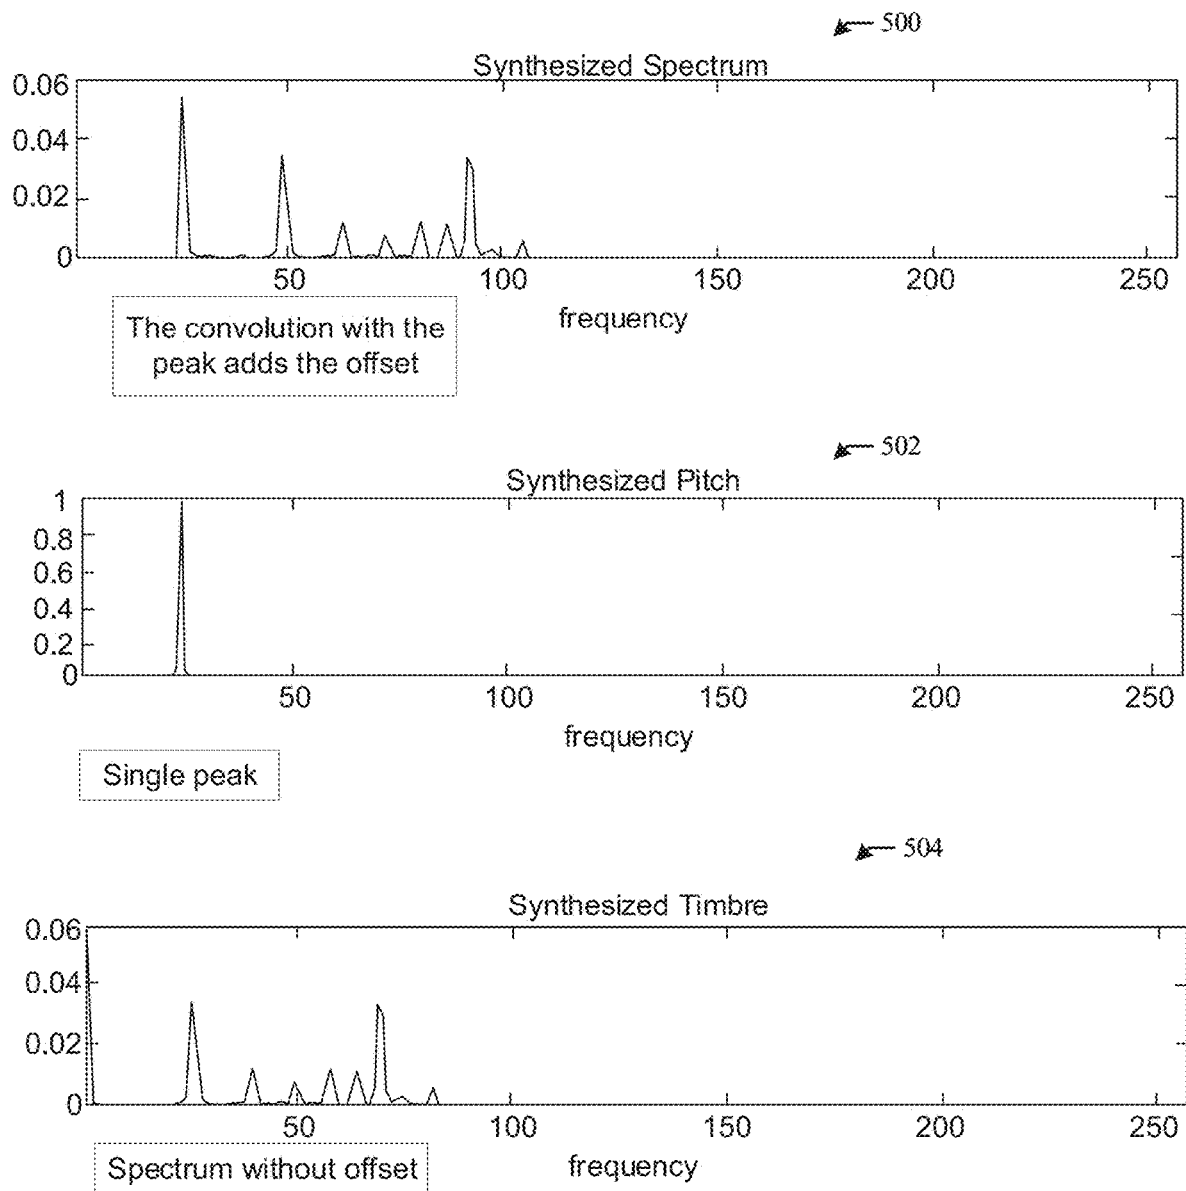 500
Synthesized Spectrum
0.06
0.04
0.02
0
50 100 150 200 250
frequency
The convolution with the
peak adds the offset
502
Synthesized Pitch
1
0.8
0.6
0.4
0.2
0
50 100 150 200 250
frequency
Single peak
504
Synthesized Timbre
0.06
0.04
0.02
0
50 100 150 200 250
frequency
Spectrum without offset